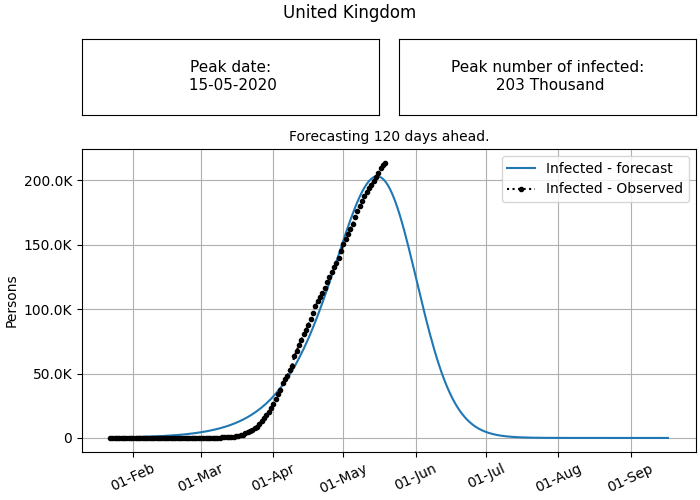 United Kingdom
Peak date:
15-05-2020
Peak number of infected:
203 Thousand
Forecasting 120 days ahead.
Infected - forecast
Infected - Observed
Persons
200.0K
150.0K
100.0K
50.0K
0
01-Feb
01-Mar
01-Apr
01-May
01-Jun
01-Jul
01-Aug
01-Sep